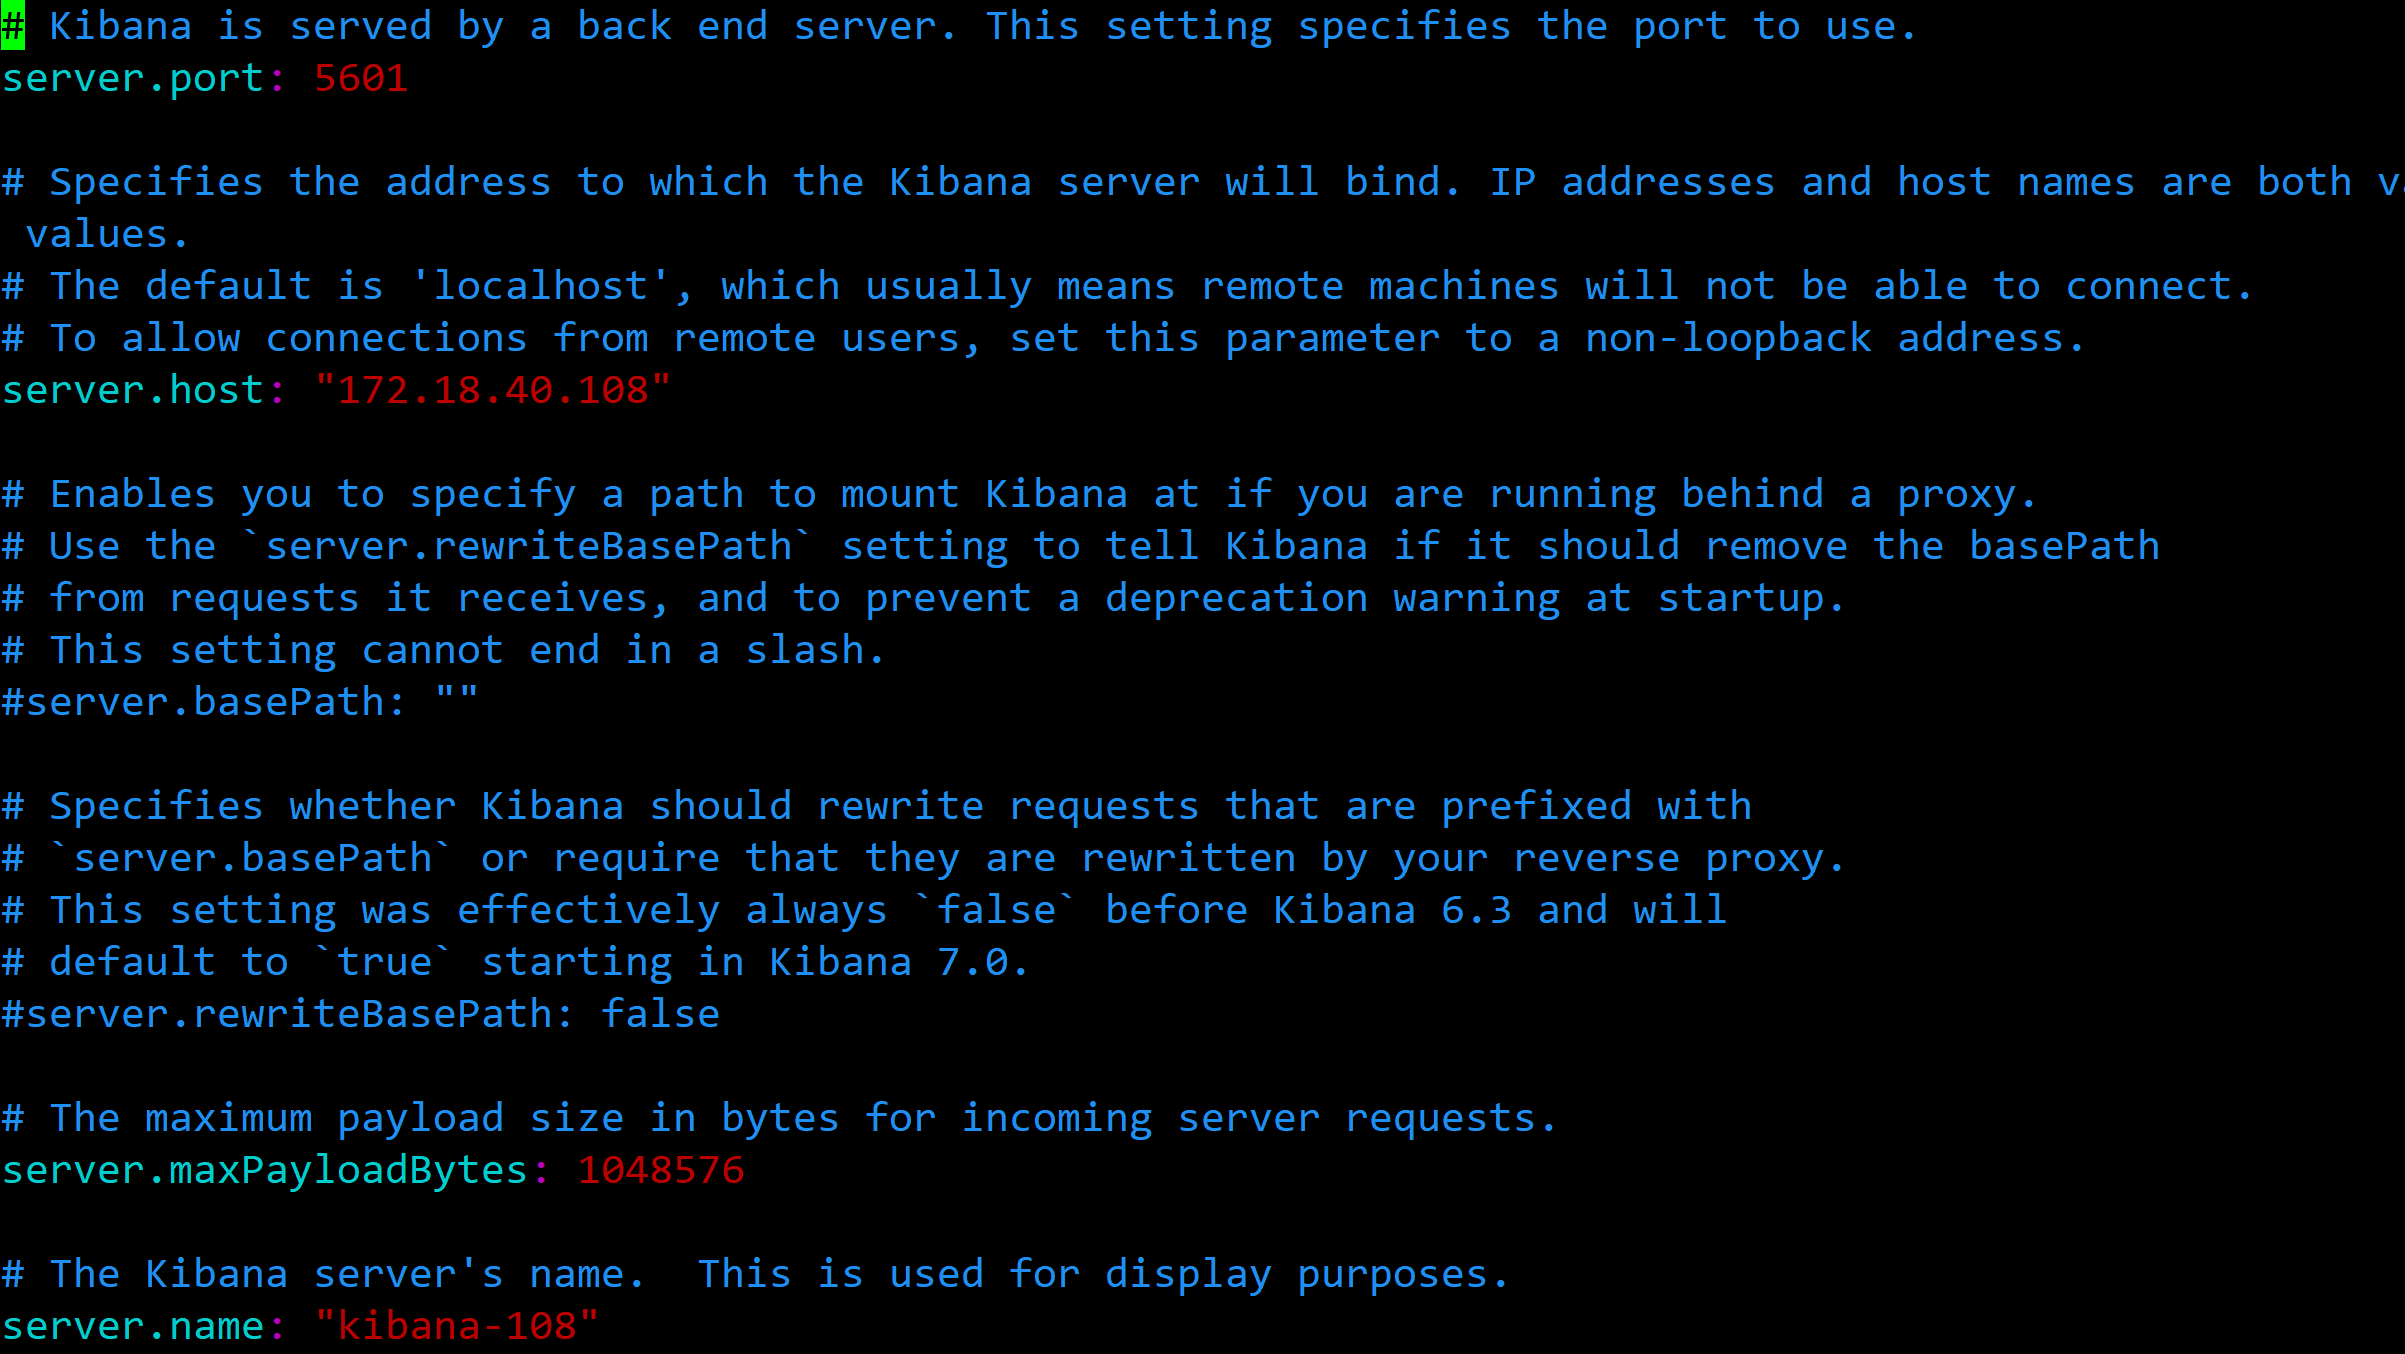 # Kibana is served by a back end server. This setting specifies the port to use.
server.port: 5601
# Specifies the address to which the Kibana server will bind. IP addresses and host names are both
values.
# The default is 'localhost', which usually means remote machines will not be able to connect.
# To allow connections from remote users, set this parameter to a non-loopback address.
server.host: "172.18.40.108"
# Enables you to specify a path to mount Kibana at if you are running behind a proxy.
# Use the `server.rewriteBasePath` setting to tell Kibana if it should remove the basePath
# from requests it receives, and to prevent a deprecation warning at startup.
# This setting cannot end in a slash.
#server.basePath: ""
# Specifies whether Kibana should rewrite requests that are prefixed with
# `server.basePath` or require that they are rewritten by your reverse proxy.
# This setting was effectively always `false` before Kibana 6.3 and will
# default to `true` starting in Kibana 7.0.
#server.rewriteBasePath: false
# The maximum payload size in bytes for incoming server requests.
server.maxPayloadBytes: 1048576
# The Kibana server's name.  This is used for display purposes.
server.name: "kibana-108"